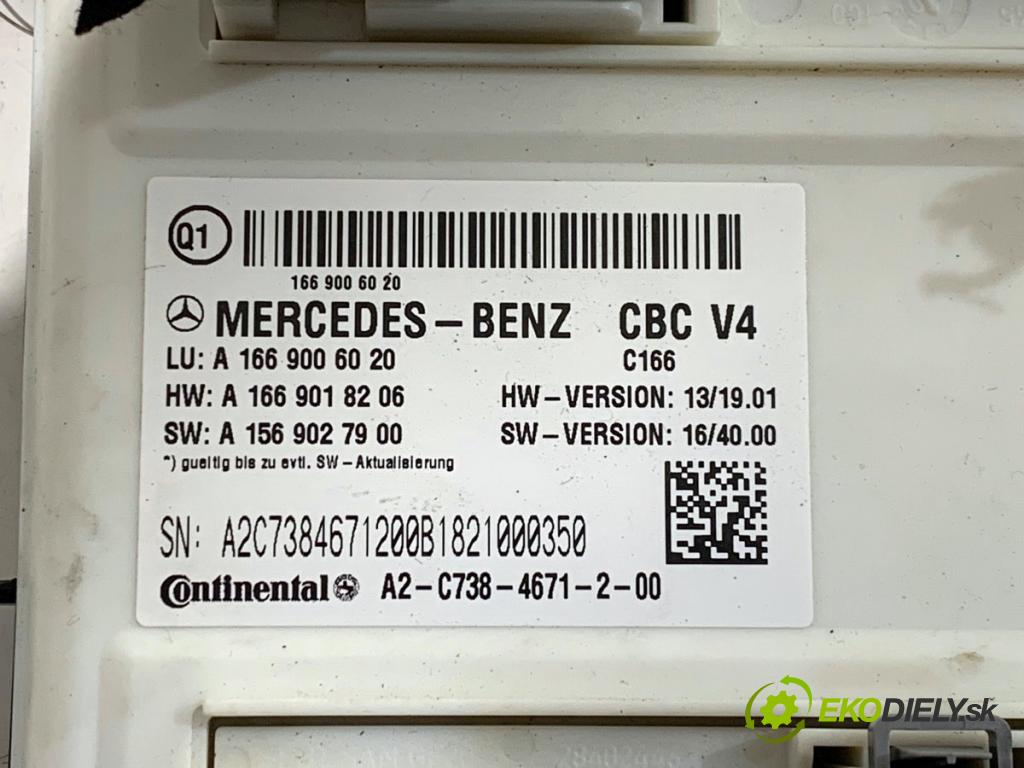 Q1
166 900 60 20
MERCEDES-BENZ CBC V4
LU: A 166 900 60 20 C166
HW: A 166 901 82 06 HW-VERSION: 13/19.01
SW: A 156 902 79 00 SW-VERSION: 16/40.00
*) gueltig bis zu evtl. SW-Aktualisierung
SN: A2C7384671200B1821000350
Continental A2-C738-4671-2-00
EKODIELY.sk